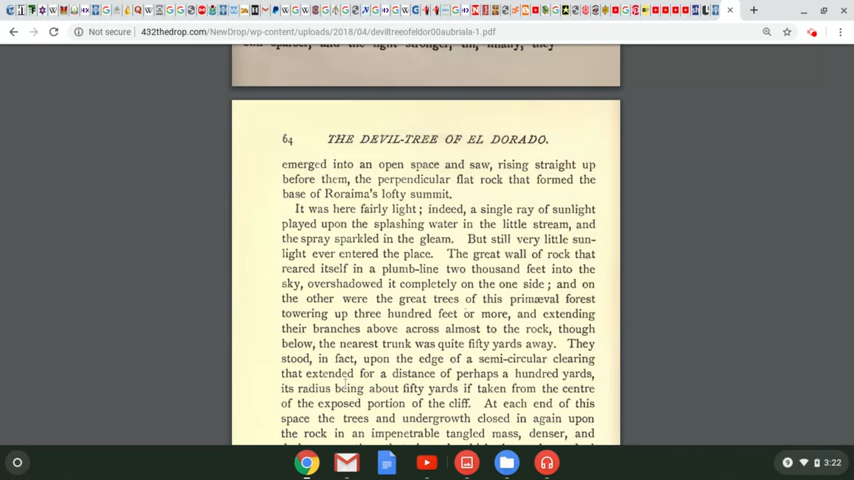 Not secure | 432thedrop.com/NewDrop/wp-content/uploads/2018/04/deviltreeofeldor00aubriala-1.pdf
64 THE DEVIL-TREE OF EL DORADO.
emerged into an open space and saw, rising straight up
before them, the perpendicular flat rock that formed the
base of Roraima's lofty summit.
It was here fairly light ; indeed, a single ray of sunlight
played upon the splashing water in the little stream, and
the spray sparkled in the gleam. But still very little sun-
light ever entered the place. The great wall of rock that
reared itself in a plumb-line two thousand feet into the
sky, overshadowed it completely on the one side ; and on
the other were the great trees of this primæval forest
towering up three hundred feet or more, and extending
their branches above across almost to the rock, though
below, the nearest trunk was quite fifty yards away. They
stood, in fact, upon the edge of a semi-circular clearing
that extended for a distance of perhaps a hundred yards,
its radius being about fifty yards if taken from the centre
of the exposed portion of the cliff. At each end of this
space the trees and undergrowth closed in again upon
the rock in an impenetrable tangled mass, denser, and
9 3:22